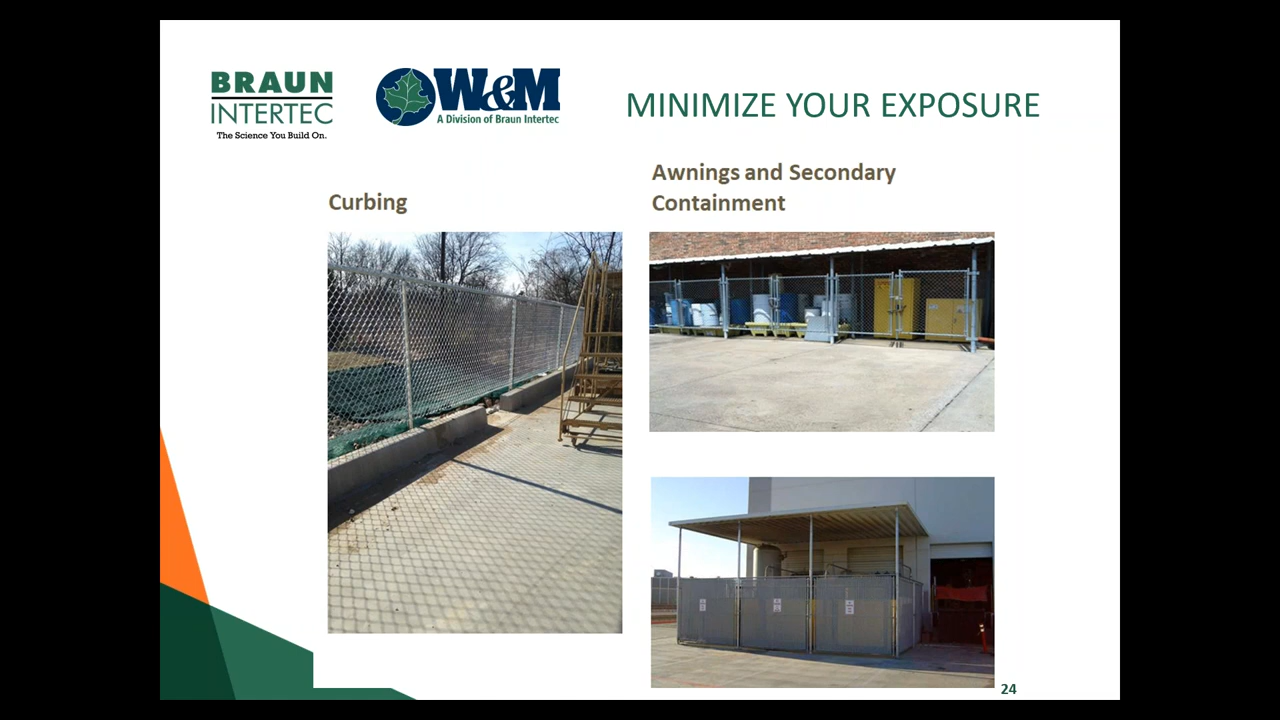 BRAUN
INTERTEC
The Science You Build On.
W&M
A Division of Braun Intertec
MINIMIZE YOUR EXPOSURE
Curbing
Awnings and Secondary
Containment
24